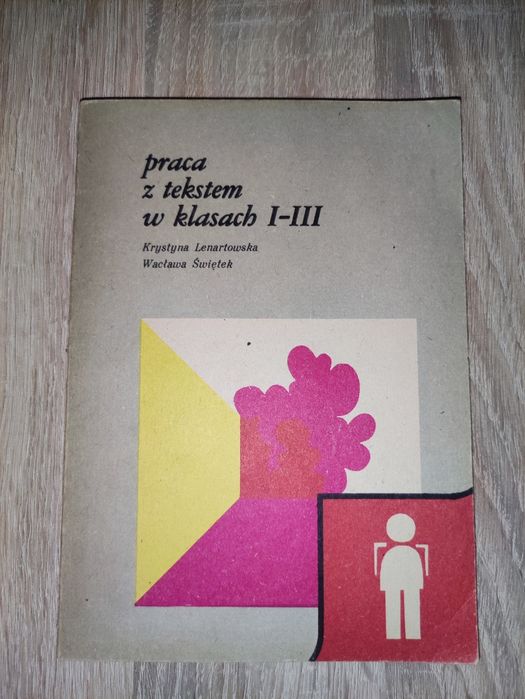 praca
z tekstem
w klasach I-III
Krystyna Lenartowska
Wacława Świętek